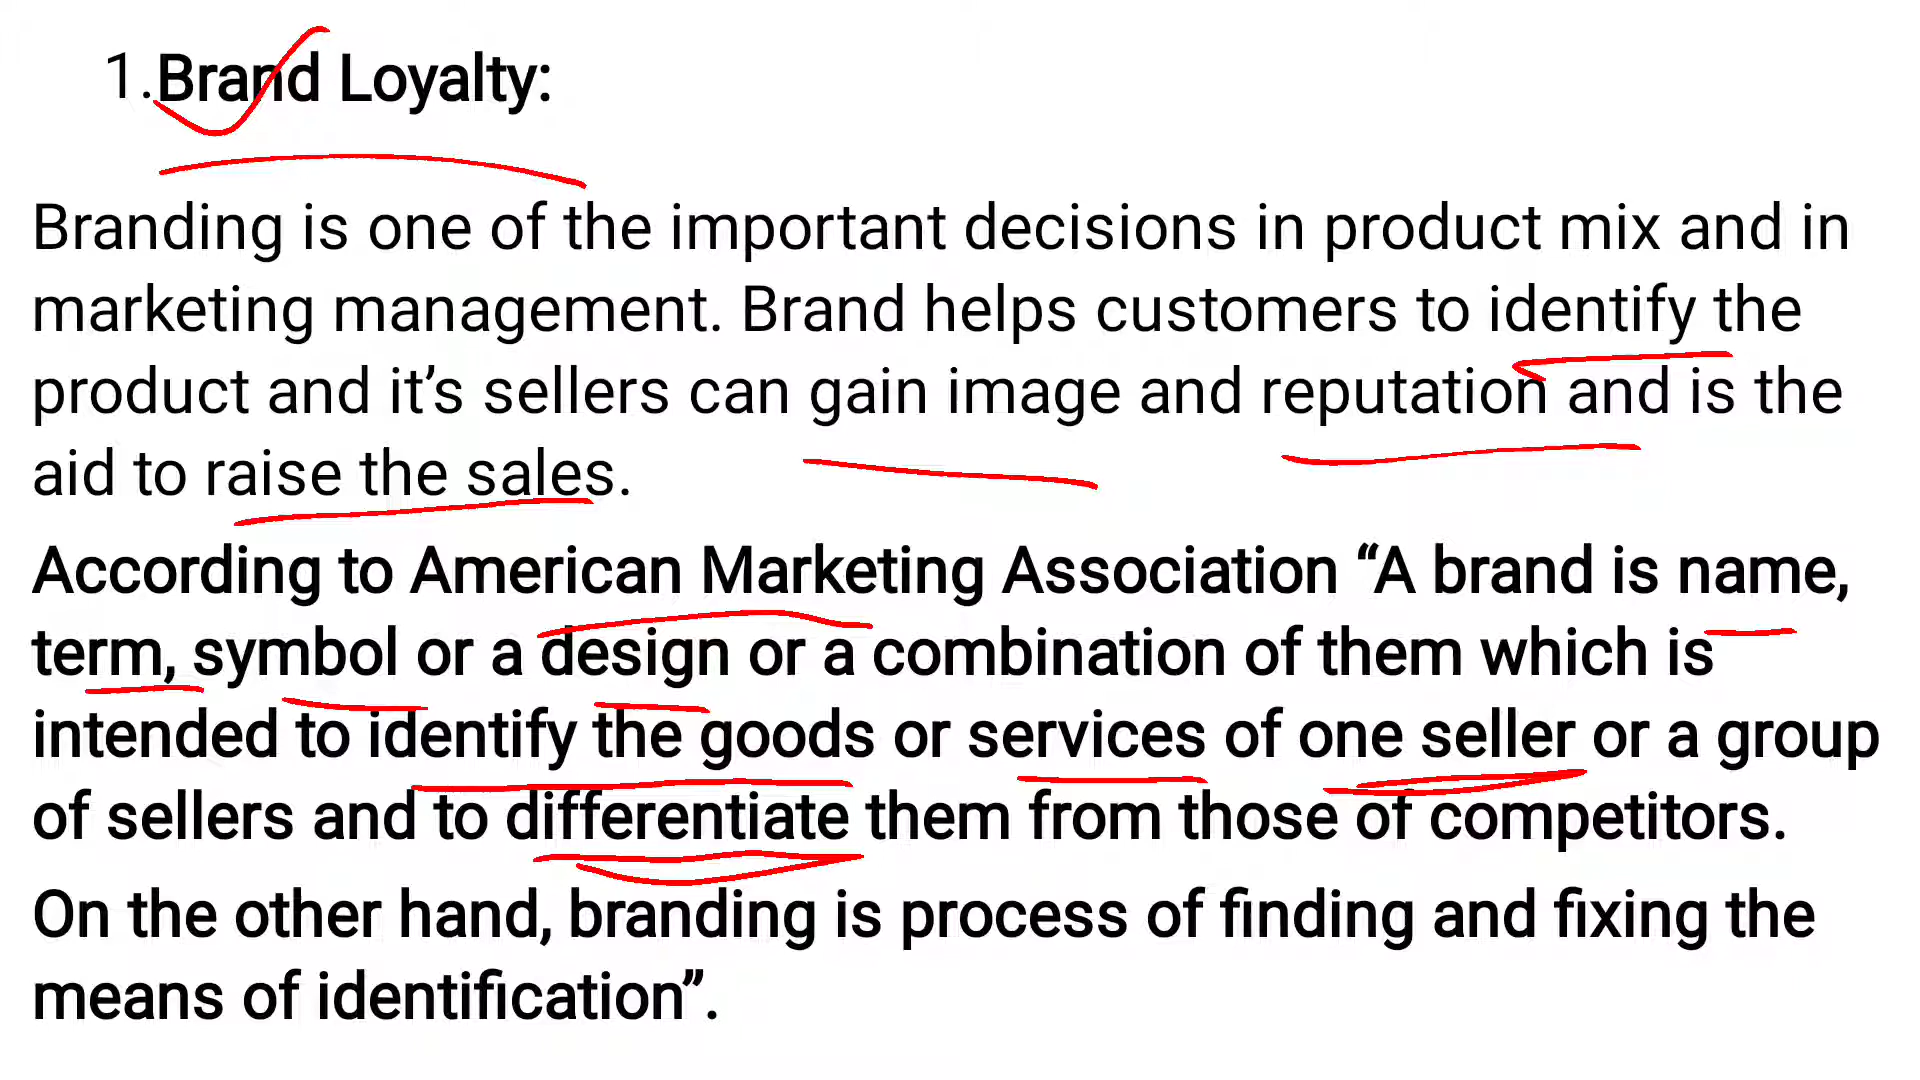 1.Brand Loyalty:
Branding is one of the important decisions in product mix and in
marketing management. Brand helps customers to identify the
product and it’s sellers can gain image and reputation and is the
aid to raise the sales.
According to American Marketing Association “A brand is name,
term, symbol or a design or a combination of them which is
intended to identify the goods or services of one seller or a group
of sellers and to differentiate them from those of competitors.
On the other hand, branding is process of finding and fixing the
means of identification”.